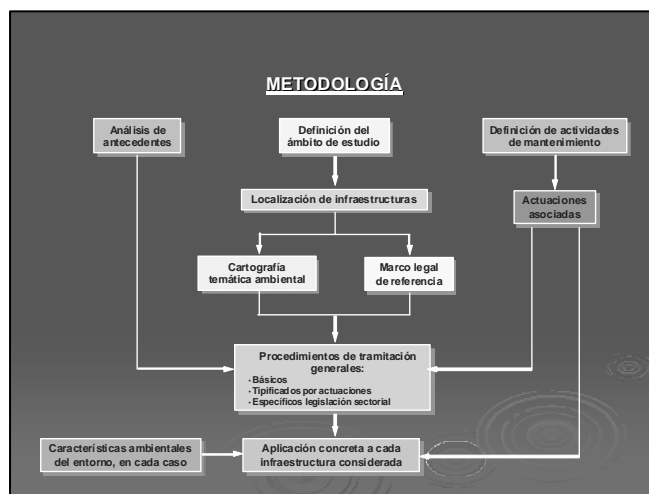 METODOLOGÍA
Análisis de
antecedentes
Definición del
ámbito de estudio
Definición de actividades
de mantenimiento
Localización de infraestructuras
Actuaciones
asociadas
Cartografía
temática ambiental
Marco legal
de referencia
Procedimientos de tramitación
generales:
- Básicos
- Tipificados por actuaciones
- Específicos legislación sectorial
Características ambientales
del entorno, en cada caso
Aplicación concreta a cada
infraestructura considerada